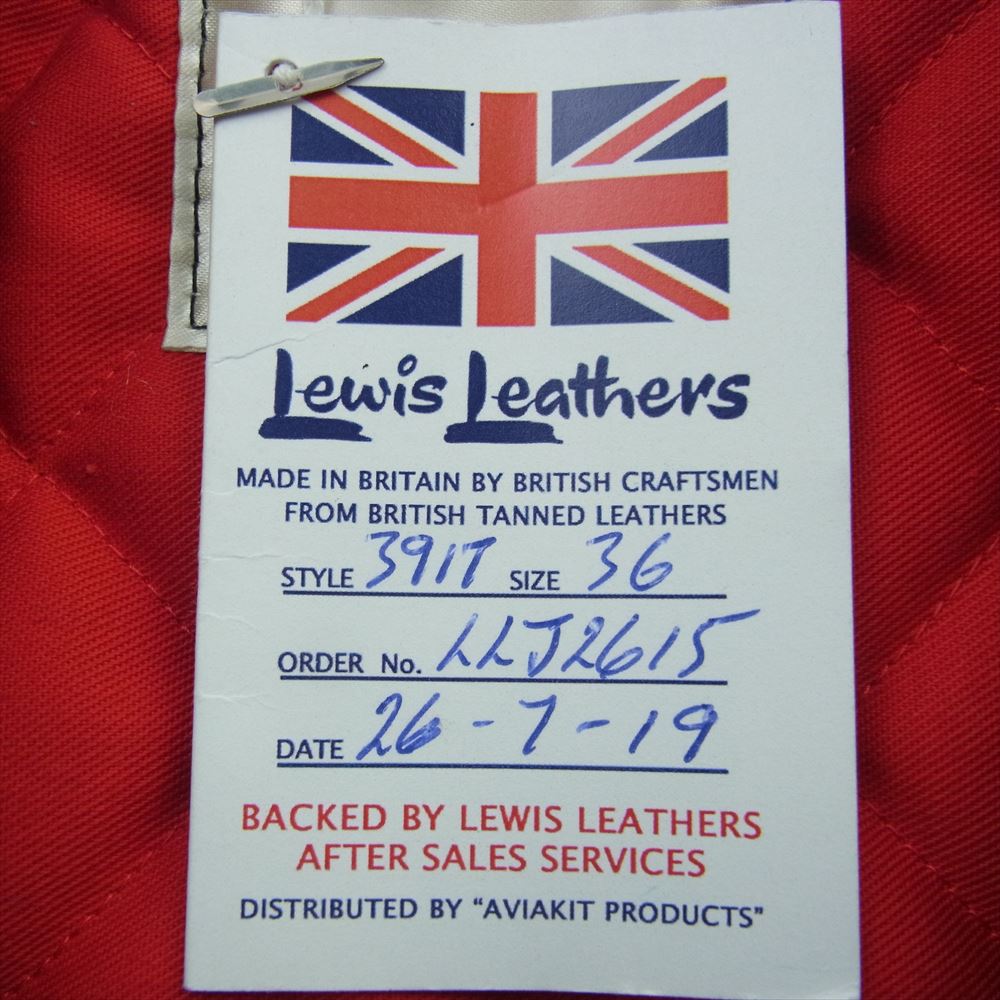 Lewis Leathers
MADE IN BRITAIN BY BRITISH CRAFTSMEN
FROM BRITISH TANNED LEATHERS
STYLE 391T SIZE 36
ORDER No. LLJ2615
DATE 26-7-19
BACKED BY LEWIS LEATHERS
AFTER SALES SERVICES
DISTRIBUTED BY "AVIAKIT PRODUCTS"